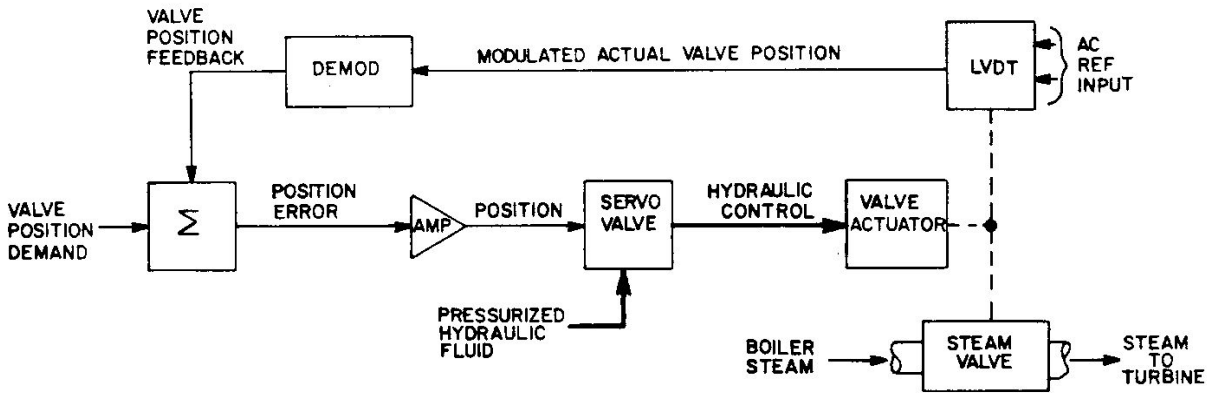 VALVE
POSITION
FEEDBACK
DEMOD
MODULATED ACTUAL VALVE POSITION
LVDT
AC
REF
INPUT
VALVE
POSITION
DEMAND
Σ
POSITION
ERROR
AMP
POSITION
SERVO
VALVE
HYDRAULIC
CONTROL
VALVE
ACTUATOR
PRESSURIZED
HYDRAULIC
FLUID
BOILER
STEAM
STEAM
VALVE
STEAM
TO
TURBINE